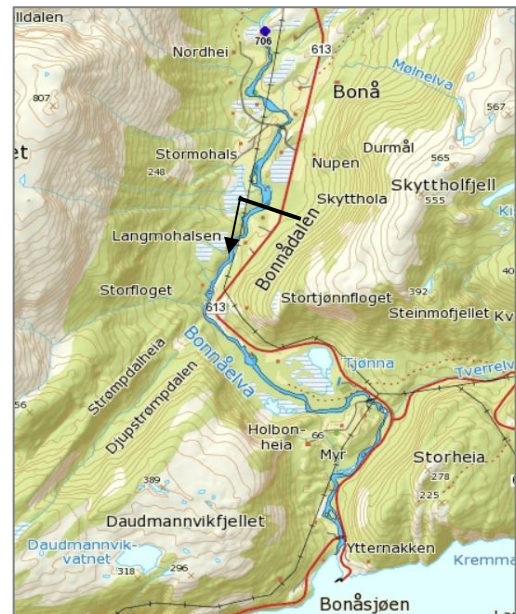 lldalen
706
Nordhei
613
Mølnelva
Bonå
807
567
et
Stormohals
Durmål
Nupen
565
248
Skyttholfjell
Skytthola
555
Langmohalsen
Bonnådalen
40
Storfloget
392
613
Stortjønnfloget
Steinmofjellet
Kv
Bonnåelva
Tjønna
Strømpdalheia
Tverrelv
56
Djupstrømpdalen
Holbon-
heia
66
Myr
Storheia
389
278
225
Daudmannvikfjellet
Daudmannvik-
vatnet
Ytternakken
Kremma
318
296
Bonåsjøen